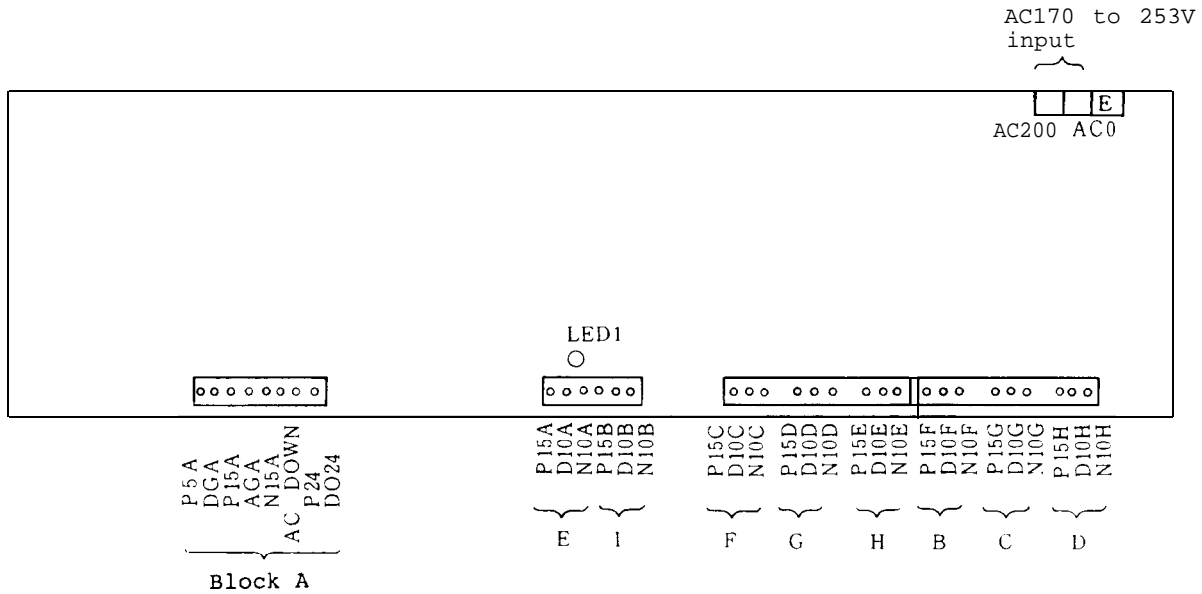 AC170 to 253V
input
E
AC200 AC0
LED1
P5A
DGA
P15A
AGA
N15A
AC DOWN
P24
DO24
P15A
D10A
N10A
P15B
D10B
N10B
P15C
D10C
N10C
P15D
D10D
N10D
P15E
D10E
N10E
P15F
D10F
N10F
P15G
D10G
N10G
P15H
D10H
N10H
E I F G H B C D
Block A